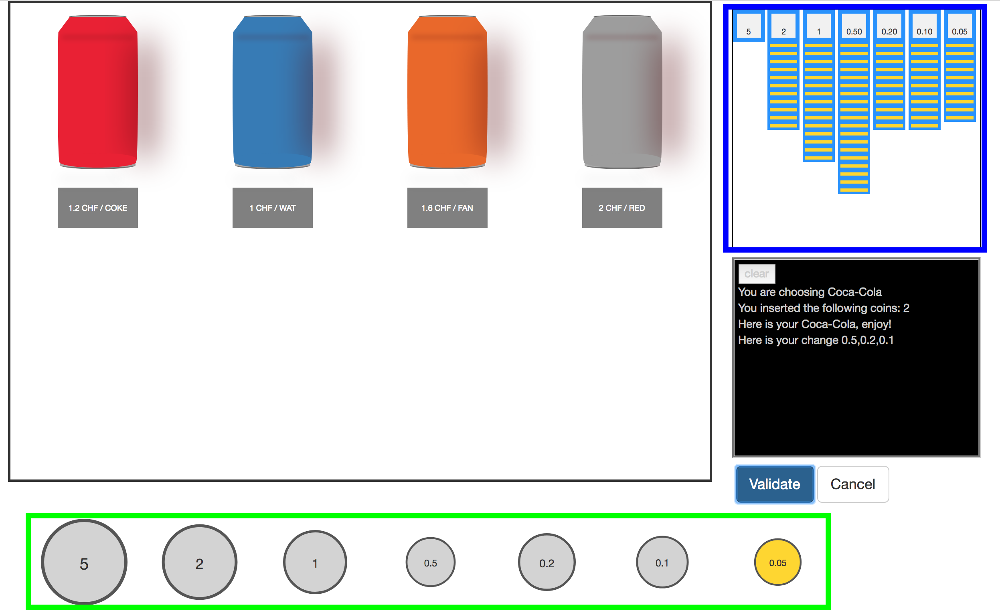 5 2 1 0.50 0.20 0.10 0.05
1.2 CHF / COKE
1 CHF / WAT
1.6 CHF / FAN
2 CHF / RED
clear
You are choosing Coca-Cola
You inserted the following coins: 2
Here is your Coca-Cola, enjoy!
Here is your change 0.5,0.2,0.1
Validate
Cancel
5 2 1 0.5 0.2 0.1 0.05